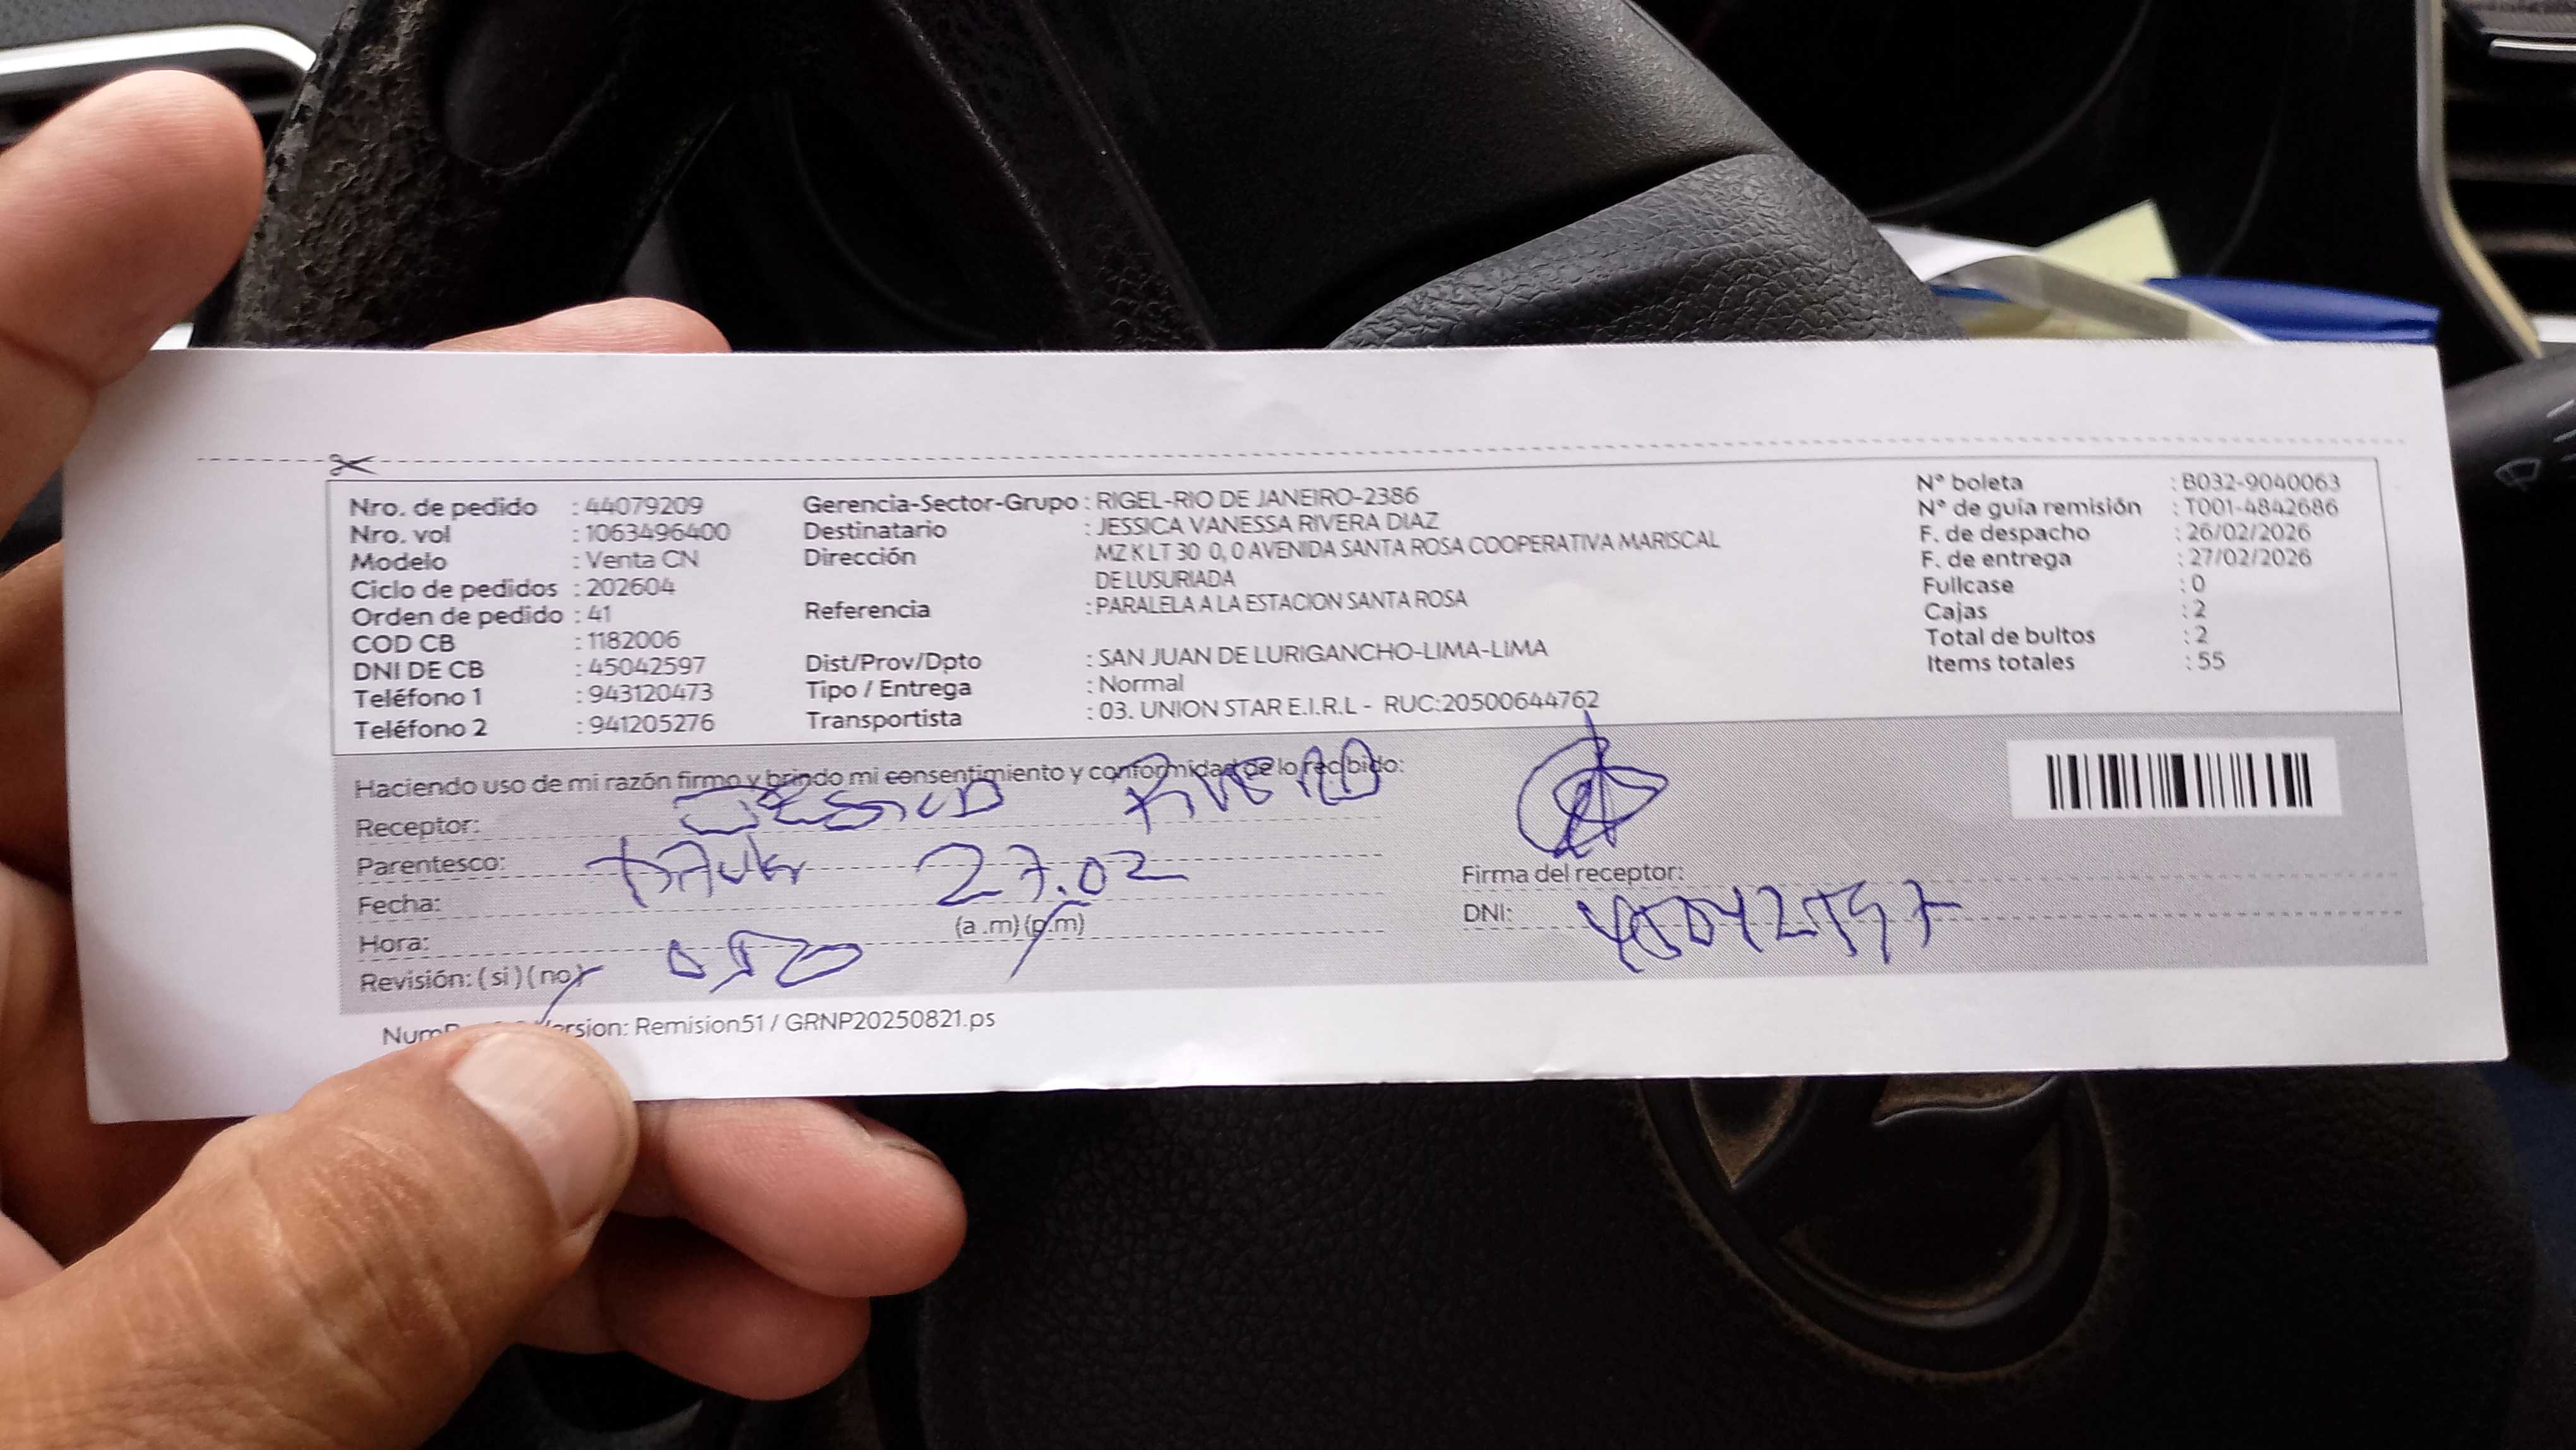 Nro. de pedido : 44079209
Nro. vol : 1063496400
Modelo : Venta CN
Ciclo de pedidos : 202604
Orden de pedido : 41
COD CB : 1182006
DNI DE CB : 45042597
Teléfono 1 : 943120473
Teléfono 2 : 941205276
Gerencia-Sector-Grupo : RIGEL-RIO DE JANEIRO-2386
Destinatario : JESSICA VANESSA RIVERA DIAZ
Dirección MZ K LT 30 0, 0 AVENIDA SANTA ROSA COOPERATIVA MARISCAL
DE LUSURIADA
Referencia : PARALELA A LA ESTACION SANTA ROSA
Dist/Prov/Dpto : SAN JUAN DE LURIGANCHO-LIMA-LIMA
Tipo / Entrega : Normal
Transportista : 03. UNION STAR E.I.R.L - RUC:20500644762
N° boleta : B032-9040063
N° de guía remisión : T001-4842686
F. de despacho : 26/02/2026
F. de entrega : 27/02/2026
Fullcase : 0
Cajas : 2
Total de bultos : 2
Items totales : 55
Haciendo uso de mi razón firmo y brindo mi consentimiento y conformidad de lo recibido:
Receptor: JESSICA RIVERA
Parentesco:
Fecha: 27.02
Hora: (a .m) (p.m)
Revisión: ( si ) ( no )
Firma del receptor:
DNI: 45042597
ersion: Remision51 / GRNP20250821.ps